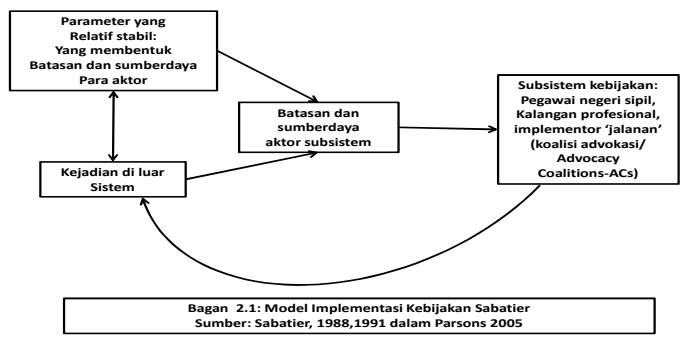 Parameter yang
Relatif stabil:
Yang membentuk
Batasan dan sumberdaya
Para aktor
Batasan dan
sumberdaya
aktor subsistem
Subsistem kebijakan:
Pegawai negeri sipil,
Kalangan profesional,
implementor ‘jalanan’
(koalisi advokasi/
Advocacy
Coalitions-ACs)
Kejadian di luar
Sistem
Bagan  2.1: Model Implementasi Kebijakan Sabatier
Sumber: Sabatier, 1988,1991 dalam Parsons 2005